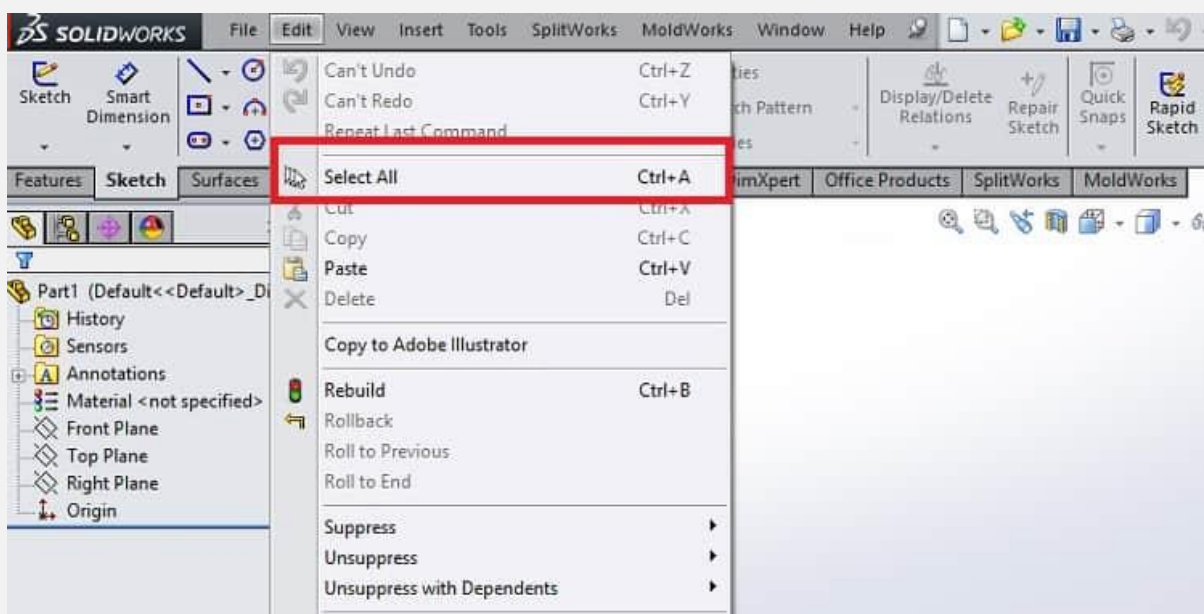 SOLIDWORKS File Edit View Insert Tools SplitWorks MoldWorks Window Help
Sketch Smart Dimension
Can't Undo Ctrl+Z
Can't Redo Ctrl+Y
Repeat Last Command
Select All Ctrl+A
Cut Ctrl+X
Copy Ctrl+C
Paste Ctrl+V
Delete Del
Copy to Adobe Illustrator
Rebuild Ctrl+B
Rollback
Roll to Previous
Roll to End
Suppress
Unsuppress
Unsuppress with Dependents
Pattern
Display/Delete Relations
Repair Sketch
Quick Snaps
Rapid Sketch
Features Sketch Surfaces
Office Products SplitWorks MoldWorks
Part1 (Default<<Default>_Di
History
Sensors
Annotations
Material <not specified>
Front Plane
Top Plane
Right Plane
Origin